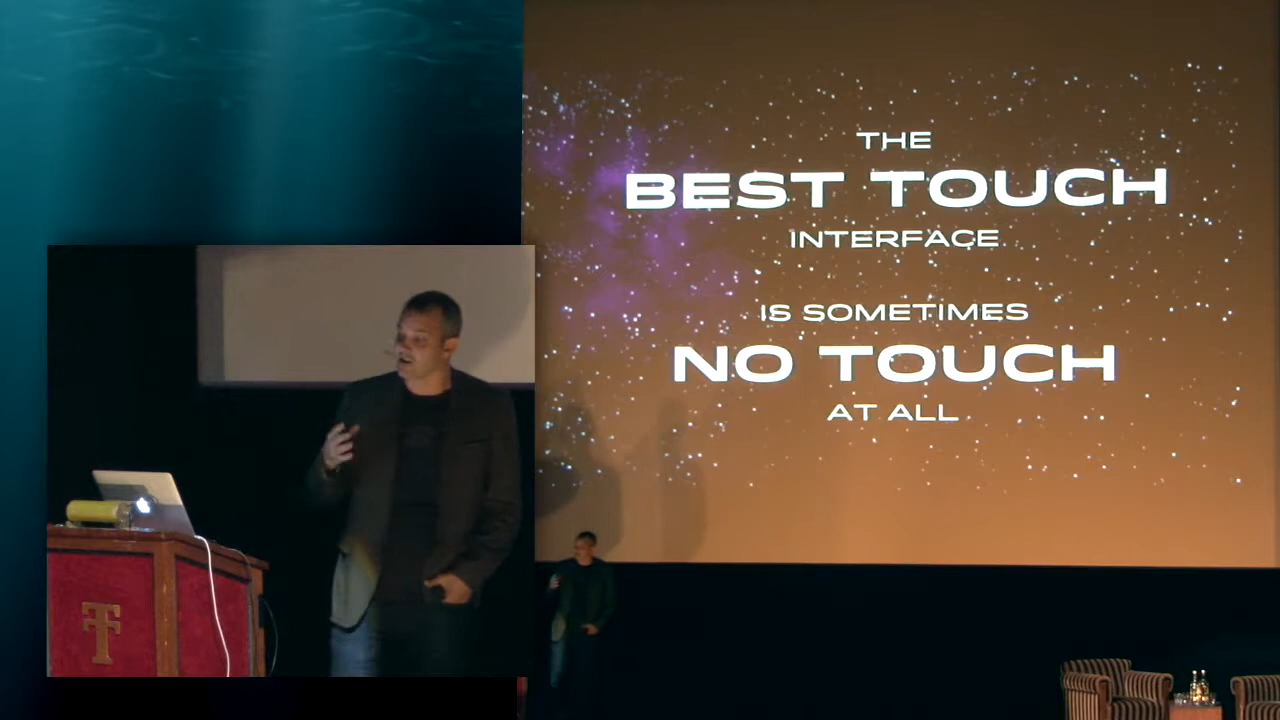 THE
BEST TOUCH
INTERFACE
IS SOMETIMES
NO TOUCH
AT ALL